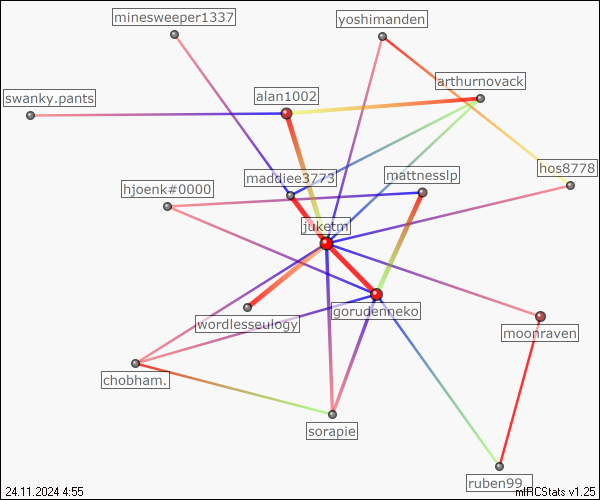 minesweeper1337
yoshimanden
arthurnovack
swanky.pants
alan1002
hos8778
maddiee3773
mattnesslp
hjoenk#0000
juketm
gorudenneko
wordlesseulogy
moonraven
chobham.
sorapie
ruben99_
24.11.2024 4:55
mIRCStats v1.25